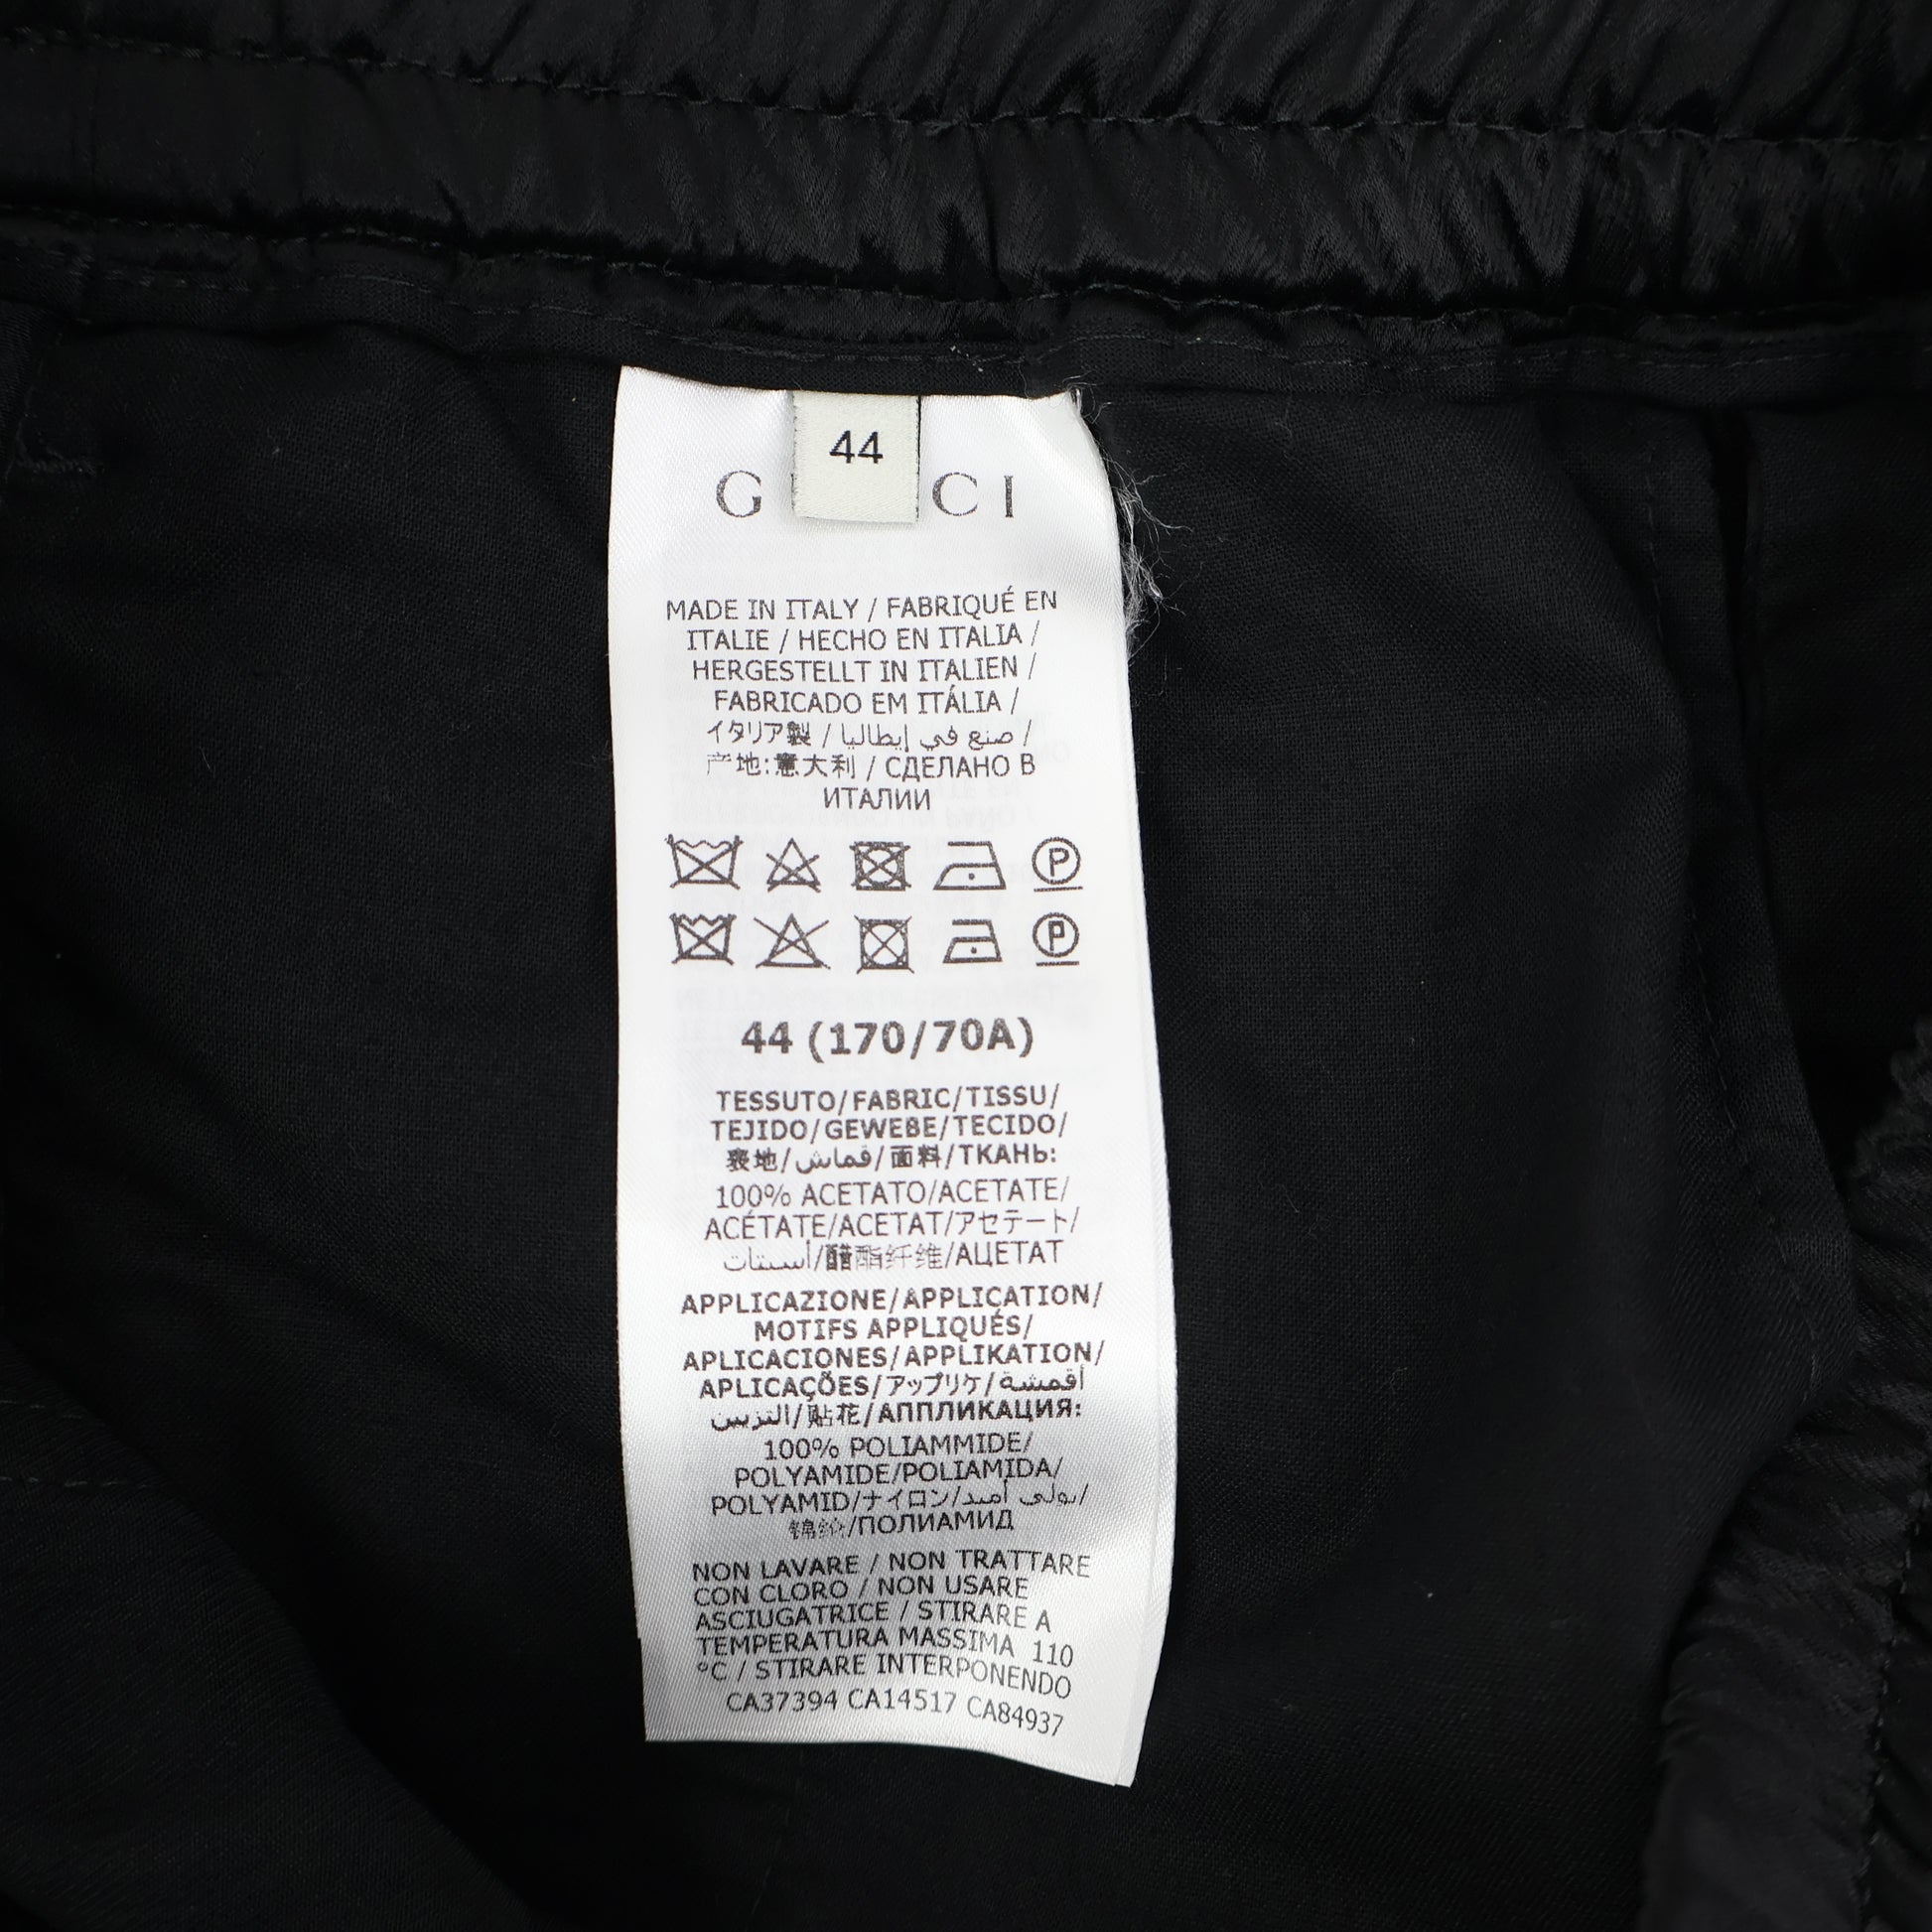 44
G CI
MADE IN ITALY / FABRIQUÉ EN
ITALIE / HECHO EN ITALIA /
HERGESTELLT IN ITALIEN /
FABRICADO EM ITÁLIA /
イタリア製 / صنع في إيطاليا /
产地:意大利 / СДЕЛАНО В
ИТАЛИИ
P
P
44 (170/70A)
TESSUTO/FABRIC/TISSU/
TEJIDO/GEWEBE/TECIDO/
表地/قماش/面料/ТКАНЬ:
100% ACETATO/ACETATE/
ACÉTATE/ACETAT/アセテート/
أسيتات/醋酯纤维/АЦЕТАТ
APPLICAZIONE/APPLICATION/
MOTIFS APPLIQUÉS/
APLICACIONES/APPLIKATION/
APLICAÇÕES/アップリケ/أقمشة
التزيين/贴花/АППЛИКАЦИЯ:
100% POLIAMMIDE/
POLYAMIDE/POLIAMIDA/
POLYAMID/ナイロン/بولي أميد/
锦纶/ПОЛИАМИД
NON LAVARE / NON TRATTARE
CON CLORO / NON USARE
ASCIUGATRICE / STIRARE A
TEMPERATURA MASSIMA 110
°C / STIRARE INTERPONENDO
CA37394 CA14517 CA84937